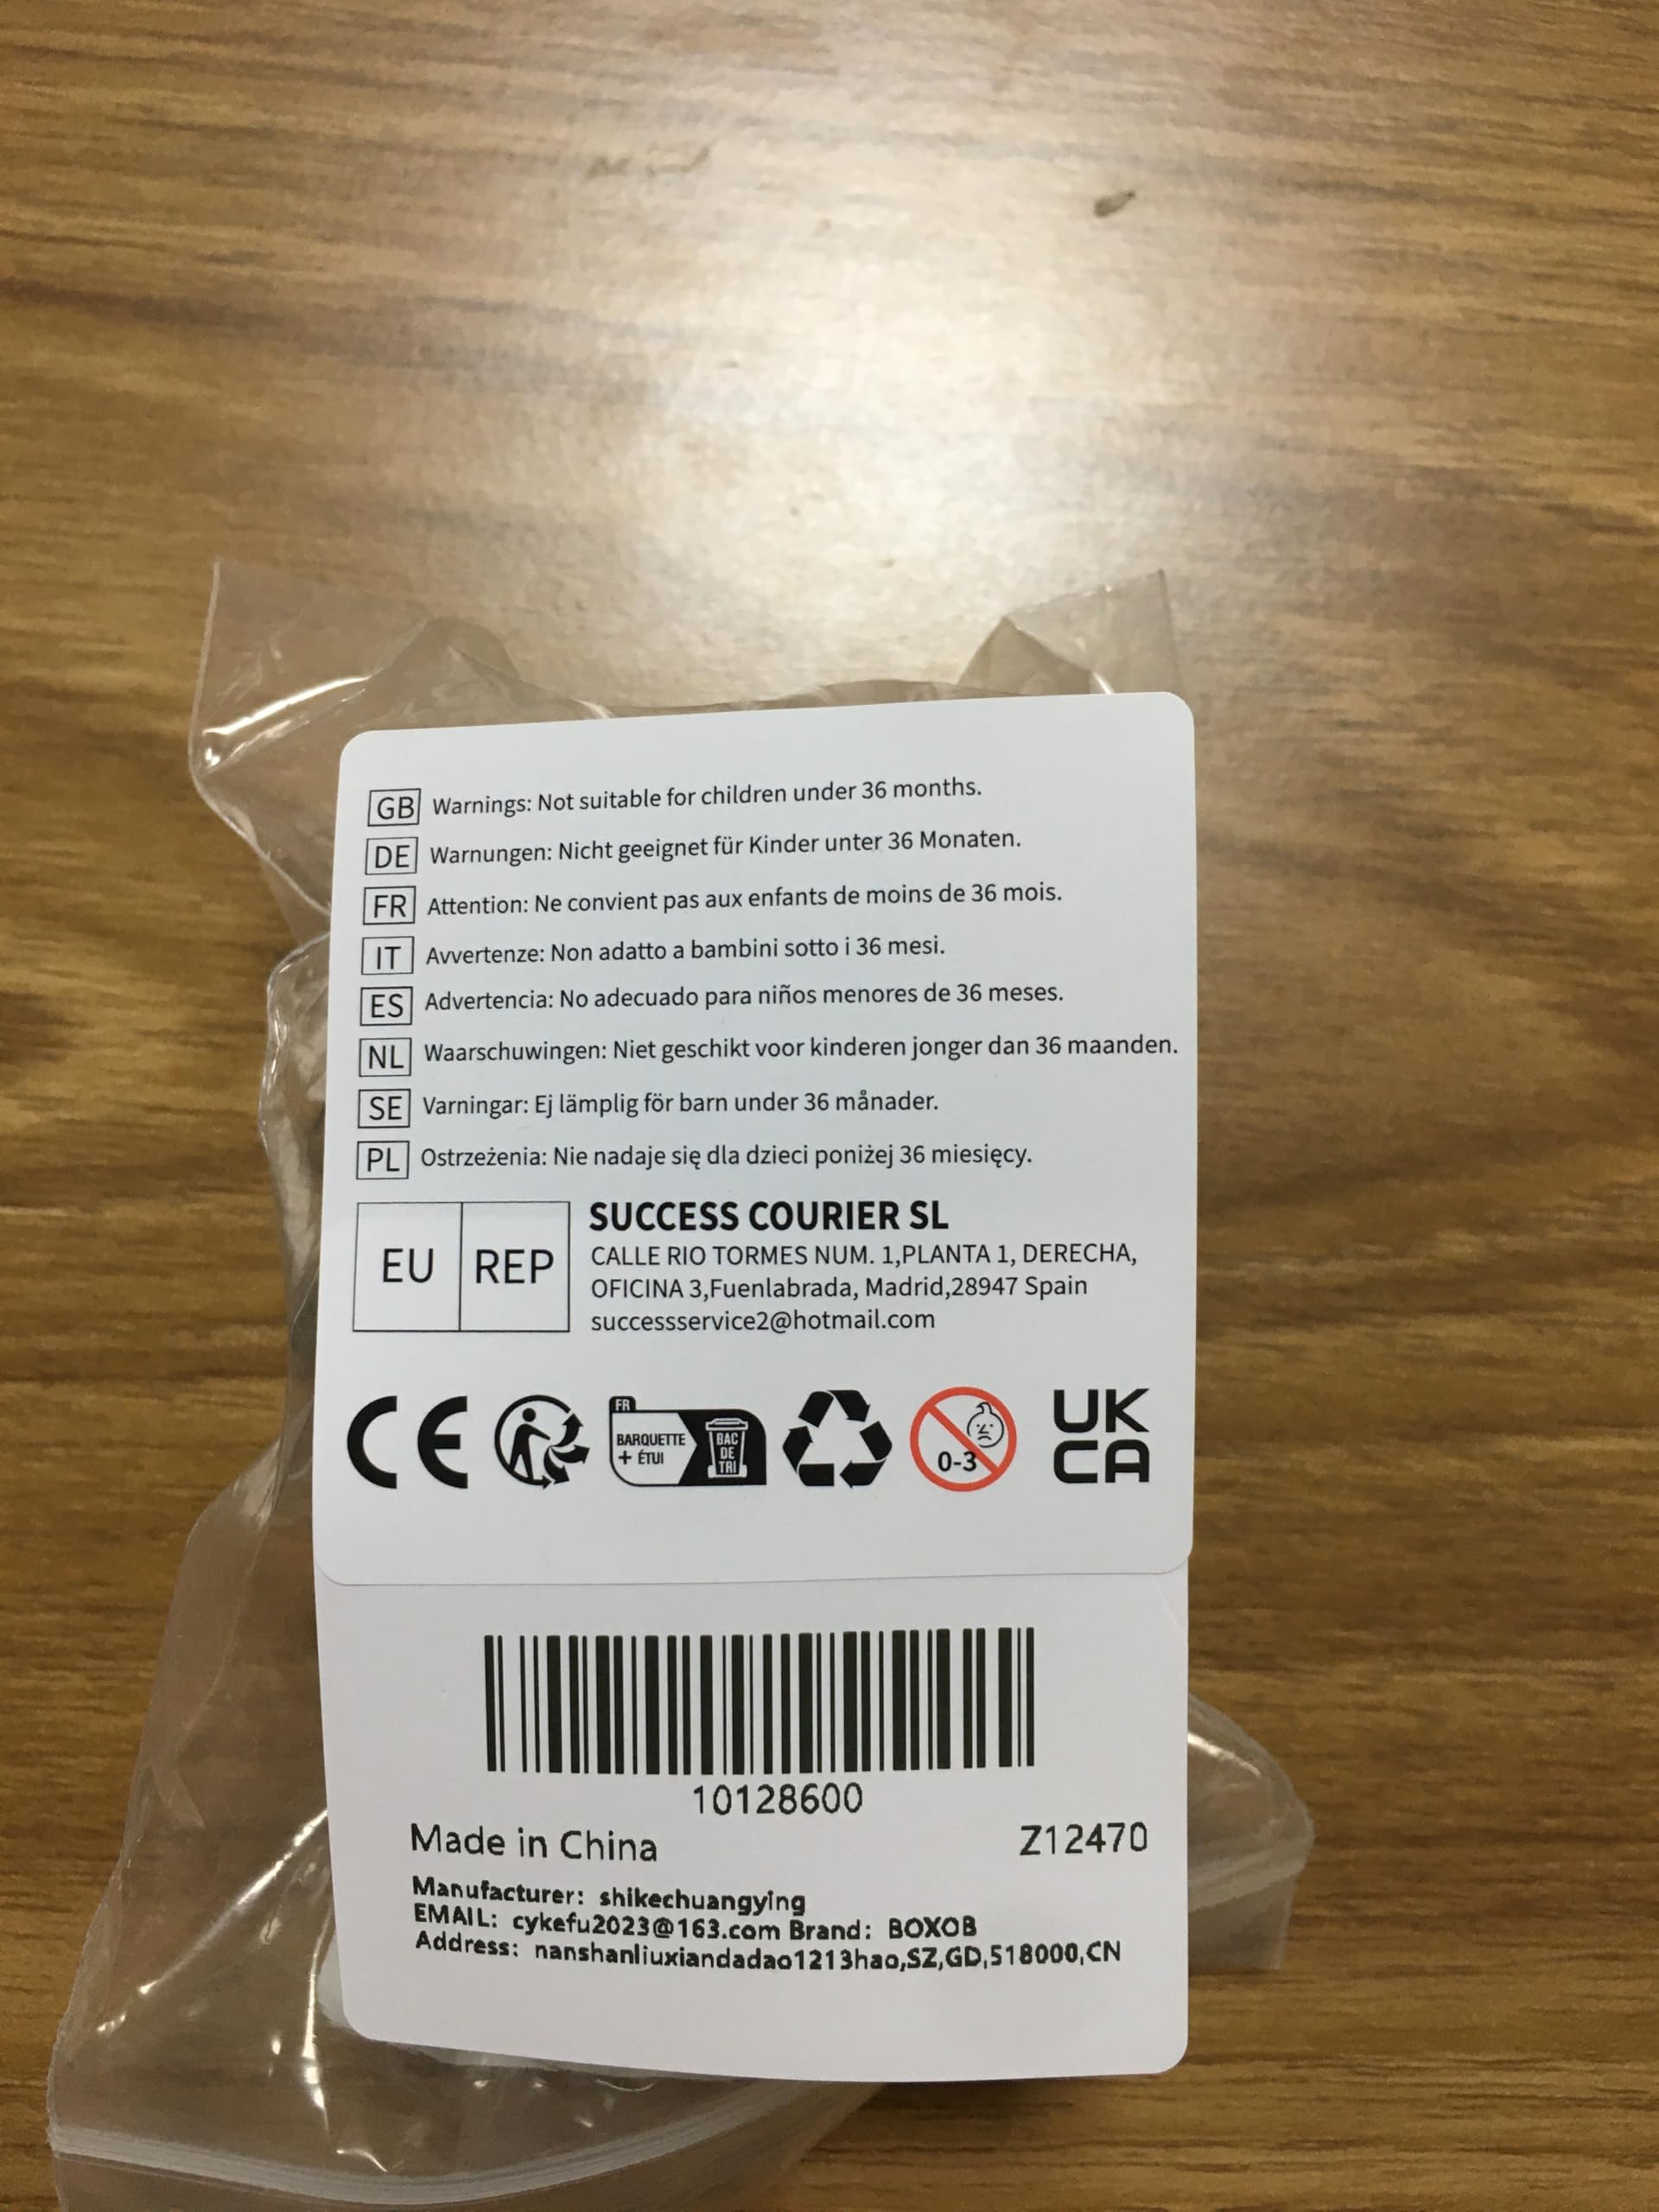 GB Warnings: Not suitable for children under 36 months.
DE Warnungen: Nicht geeignet für Kinder unter 36 Monaten.
FR Attention: Ne convient pas aux enfants de moins de 36 mois.
IT Avvertenze: Non adatto a bambini sotto i 36 mesi.
ES Advertencia: No adecuado para niños menores de 36 meses.
NL Waarschuwingen: Niet geschikt voor kinderen jonger dan 36 maanden.
SE Varningar: Ej lämplig för barn under 36 månader.
PL Ostrzeżenia: Nie nadaje się dla dzieci poniżej 36 miesięcy.
EU REP
SUCCESS COURIER SL
CALLE RIO TORMES NUM. 1,PLANTA 1, DERECHA,
OFICINA 3,Fuenlabrada, Madrid,28947 Spain
successservice2@hotmail.com
CE
FR
BARQUETTE
+ ÉTUI
BAC
DE
TRI
0-3
UK
CA
10128600
Made in China Z12470
Manufacturer: shikechuangying
EMAIL: cykefu2023@163.com Brand: BOXOB
Address: nanshanliuxiandadao1213hao,SZ,GD,518000,CN